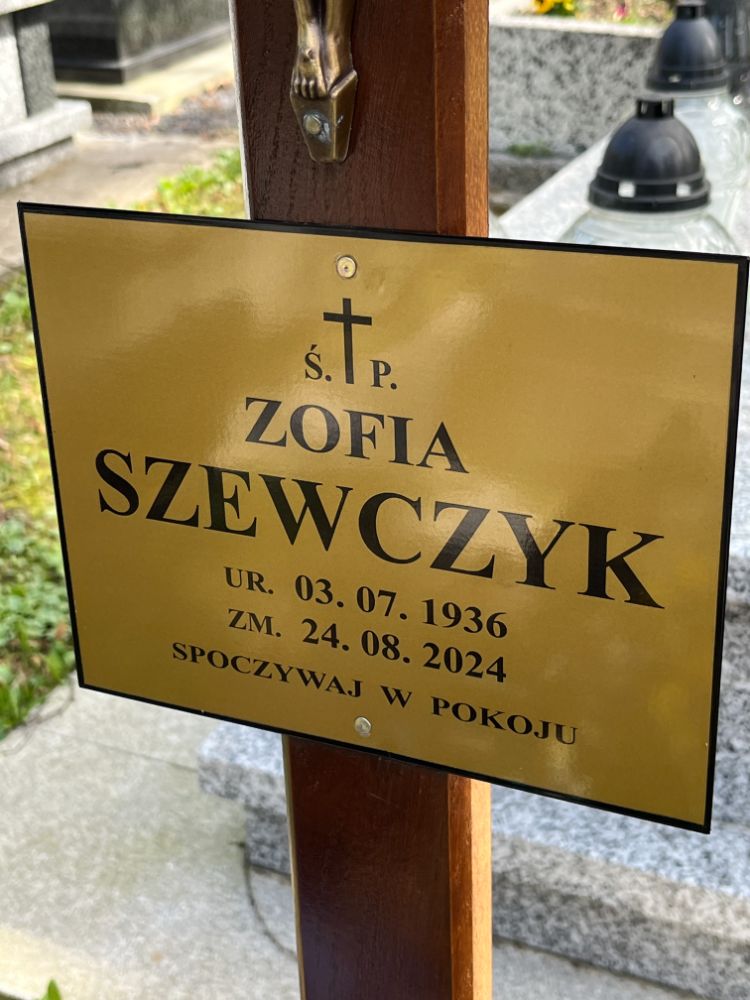 Ś. P.
ZOFIA
SZEWCZYK
UR. 03. 07. 1936
ZM. 24. 08. 2024
SPOCZYWAJ W POKOJU